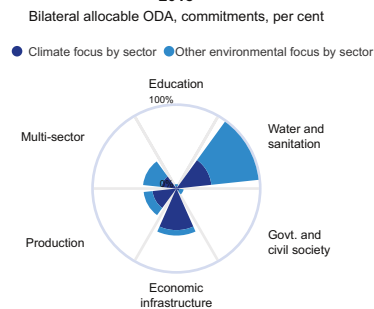 Bilateral allocable ODA, commitments, per cent
Climate focus by sector Other environmental focus by sector
Education
100%
Water and
sanitation
Multi-sector
0%
Production
Govt. and
civil society
Economic
infrastructure